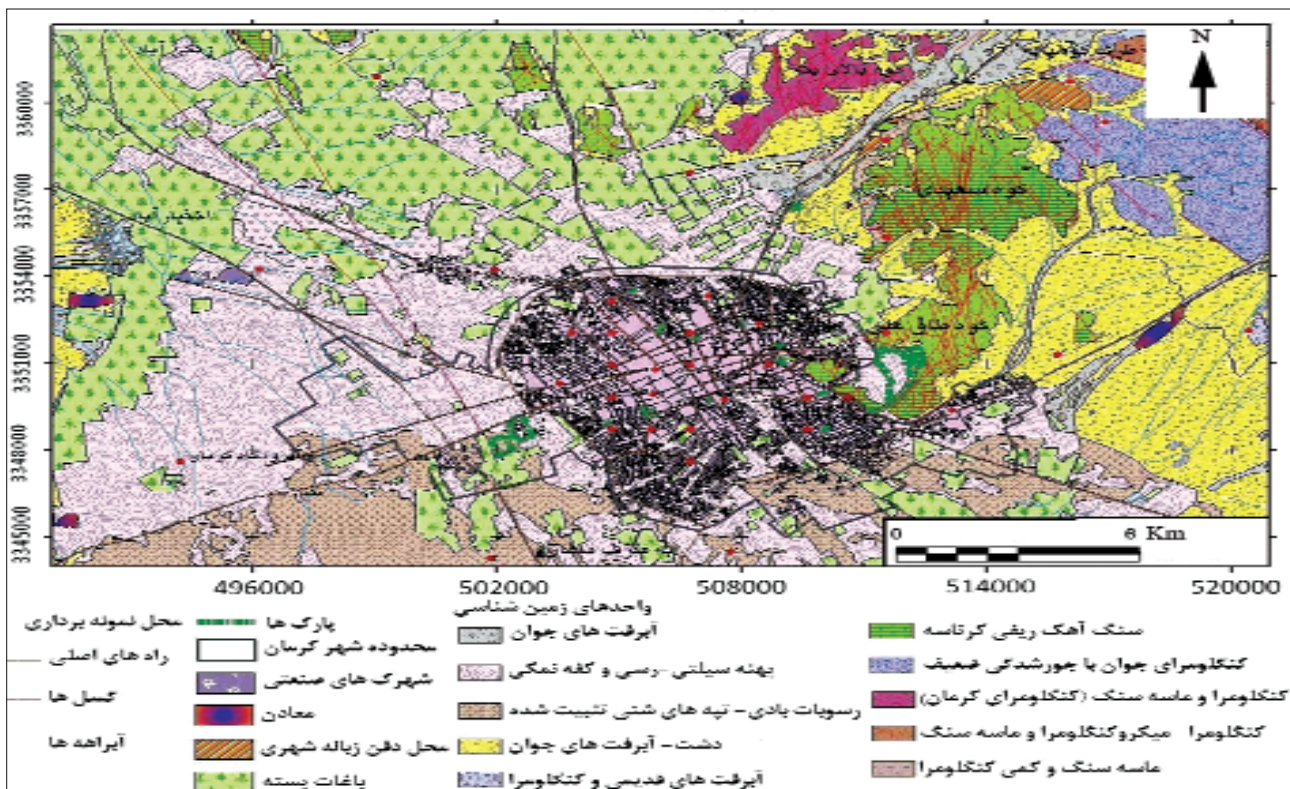 N
3360000
3357000
3354000
3351000
3348000
3345000
0 6 Km
496000 502000 508000 514000 520000
واحدهای زمین شناسی
محل نمونه برداری
راه های اصلی
گسل ها
آبراهه ها
پارک ها
محدوده شهر کرمان
شهرک های صنعتی
معادن
محل دفن زباله شهری
باغات پسته
آبرفت های جوان
پهنه سیلتی-رسی و کفه نمکی
رسوبات بادی- تپه های شنی تثبیت شده
دشت- آبرفت های جوان
آبرفت های قدیمی و کنگلومرا
سنگ آهک ریفی کرتاسه
کنگلومرای جوان با جورشدگی ضعیف
کنگلومرا و ماسه سنگ (کنگلومرای کرمان)
کنگلومرا میکروکنگلومرا و ماسه سنگ
ماسه سنگ و کمی کنگلومرا